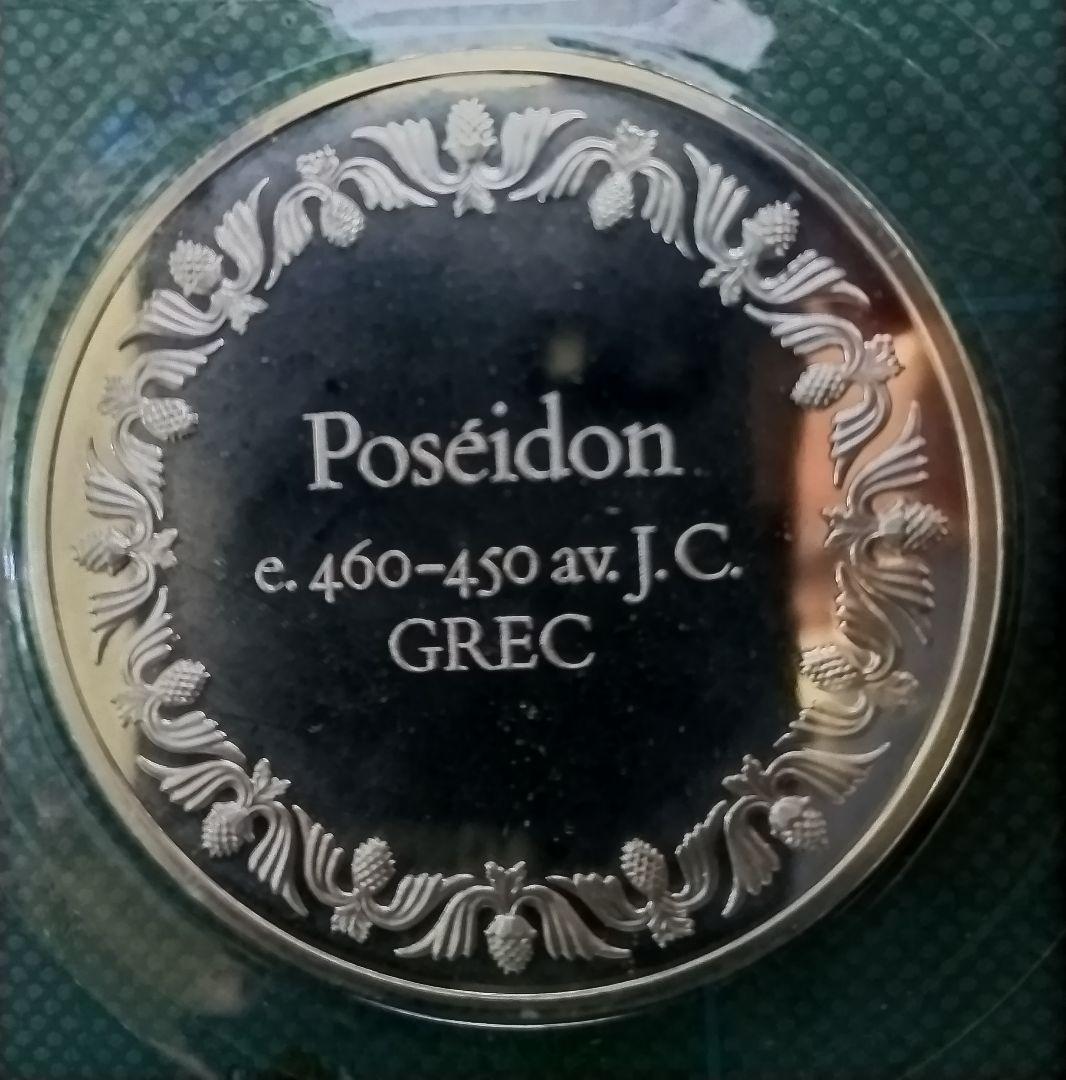 Poséidon
e. 460-450 av. J. C.
GREC